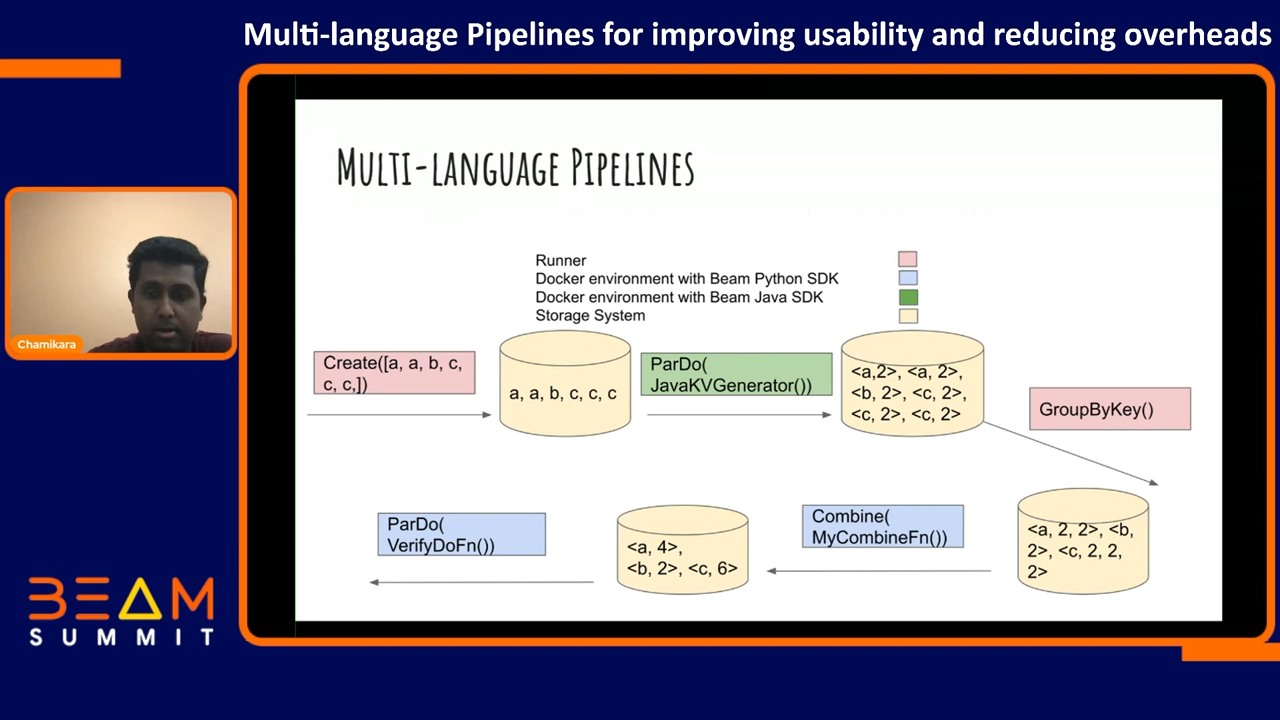 Multi-language Pipelines for improving usability and reducing overheads
MULTI-LANGUAGE PIPELINES
Runner
Docker environment with Beam Python SDK
Docker environment with Beam Java SDK
Storage System
Chamikara
Create([a, a, b, c,
c, c,])
a, a, b, c, c, c
ParDo(
JavaKVGenerator())
<a,2>, <a, 2>,
<b, 2>, <c, 2>,
<c, 2>, <c, 2>
GroupByKey()
ParDo(
VerifyDoFn())
<a, 4>,
<b, 2>, <c, 6>
Combine(
MyCombineFn())
<a, 2, 2>, <b,
2>, <c, 2, 2,
2>
BEAM
SUMMIT